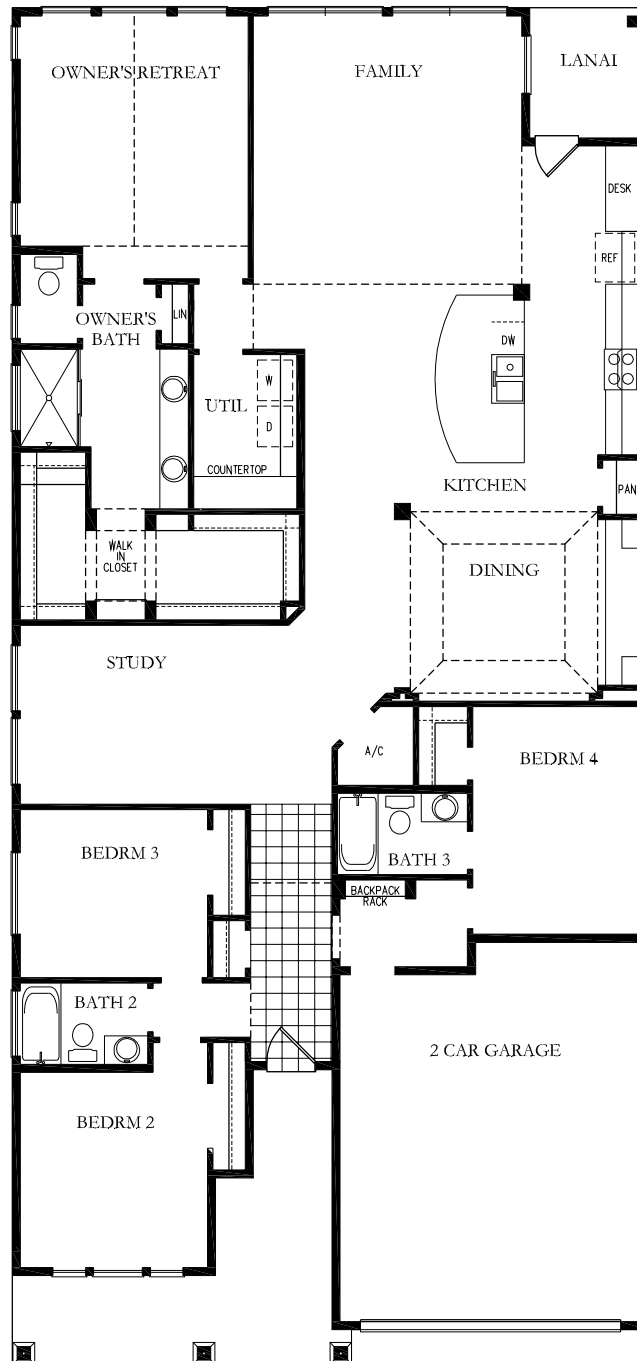 OWNER'S RETREAT
FAMILY
LANAI
DESK
REF
LIN
OWNER'S
BATH
DW
W
UTIL
D
COUNTERTOP
KITCHEN
PAN
WALK
IN
CLOSET
DINING
STUDY
A/C
BEDRM 4
BEDRM 3
BATH 3
BACKPACK
RACK
BATH 2
2 CAR GARAGE
BEDRM 2